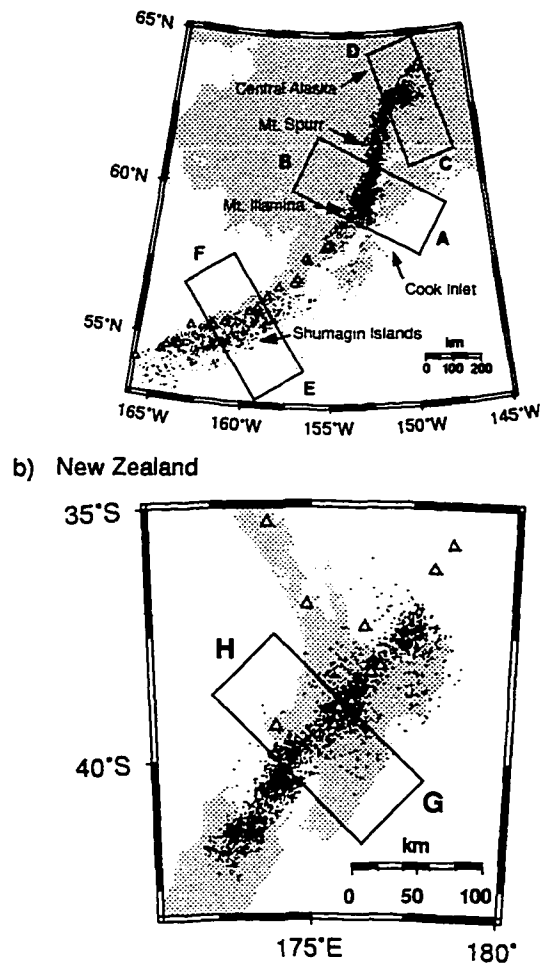 65°N
D
Central Alaska
Mt. Spurr
B
60°N
C
Mt. Illamina
A
F
Cook Inlet
55°N
Shumagin Islands
km
0 100 200
E
165°W
160°W
155°W
150°W
145°W
b) New Zealand
35°S
H
40°S
G
km
0 50 100
175°E
180°